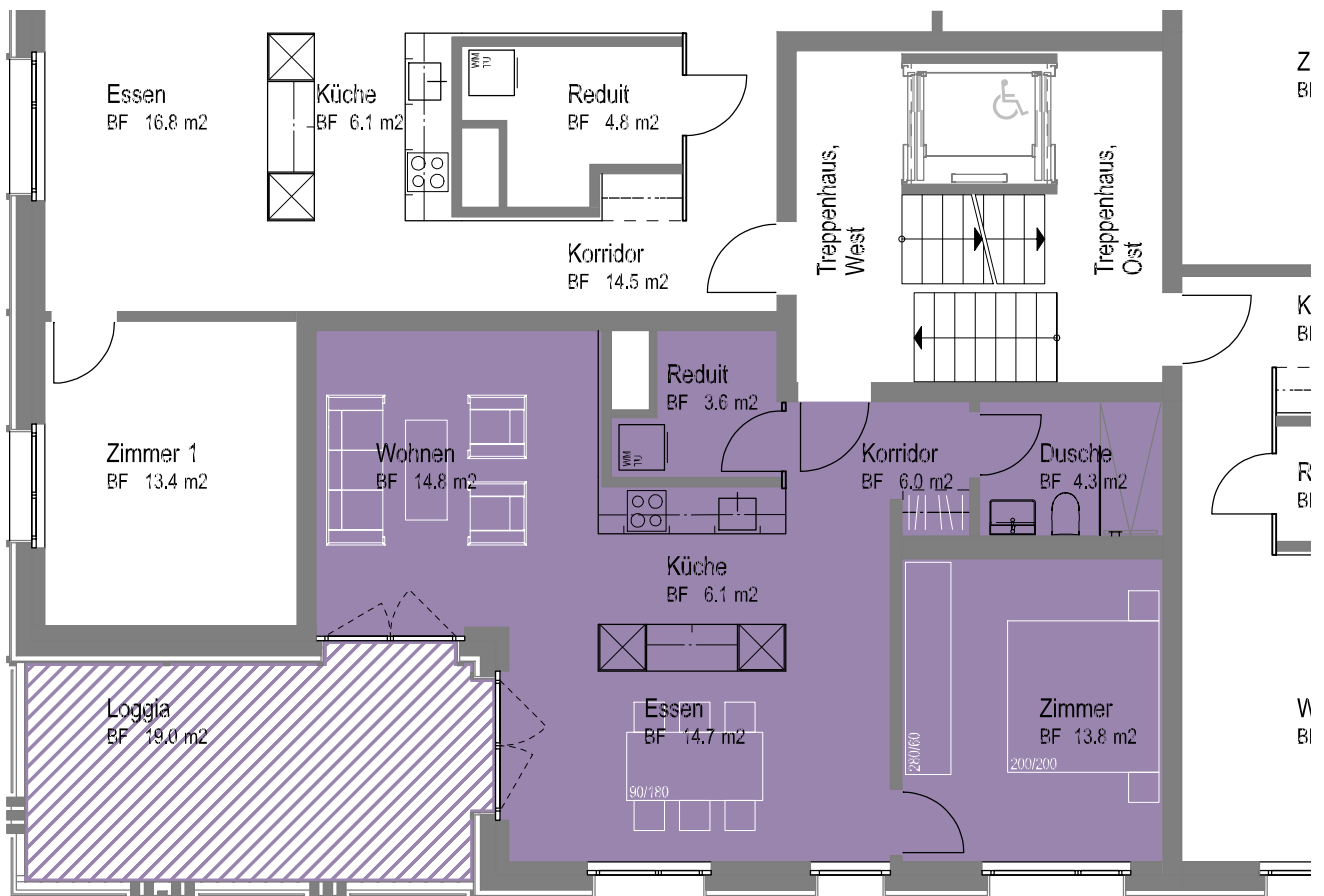 Essen
BF 16.8 m2
Küche
BF 6.1 m2
WM
TU
Reduit
BF 4.8 m2
Korridor
BF 14.5 m2
Treppenhaus,
West
Treppenhaus,
Ost
Z
K
R
W
Zimmer 1
BF 13.4 m2
Wohnen
BF 14.8 m2
Reduit
BF 3.6 m2
WM
TU
Korridor
BF 6.0 m2
Dusche
BF 4.3 m2
Küche
BF 6.1 m2
Loggia
BF 19.0 m2
Essen
BF 14.7 m2
90/180
280/60
Zimmer
BF 13.8 m2
200/200